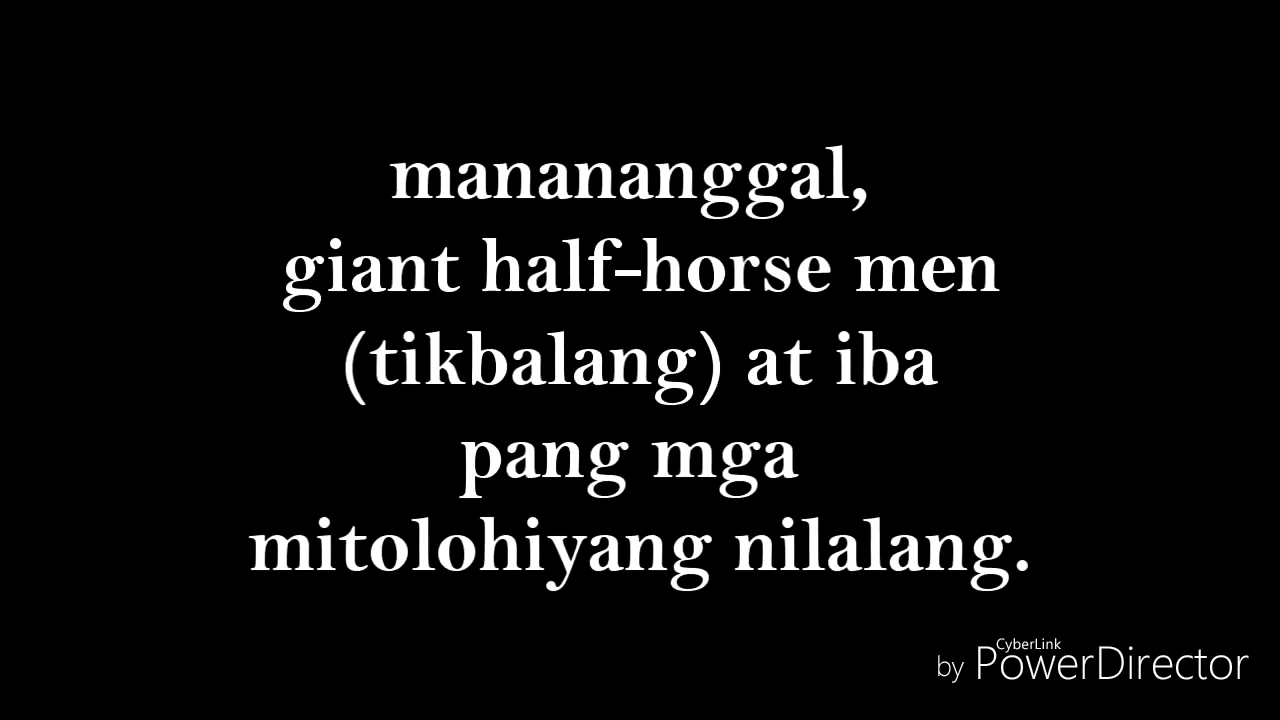 manananggal,
giant half-horse men
(tikbalang) at iba
pang mga
mitolohiyang nilalang.
CyberLink
by PowerDirector